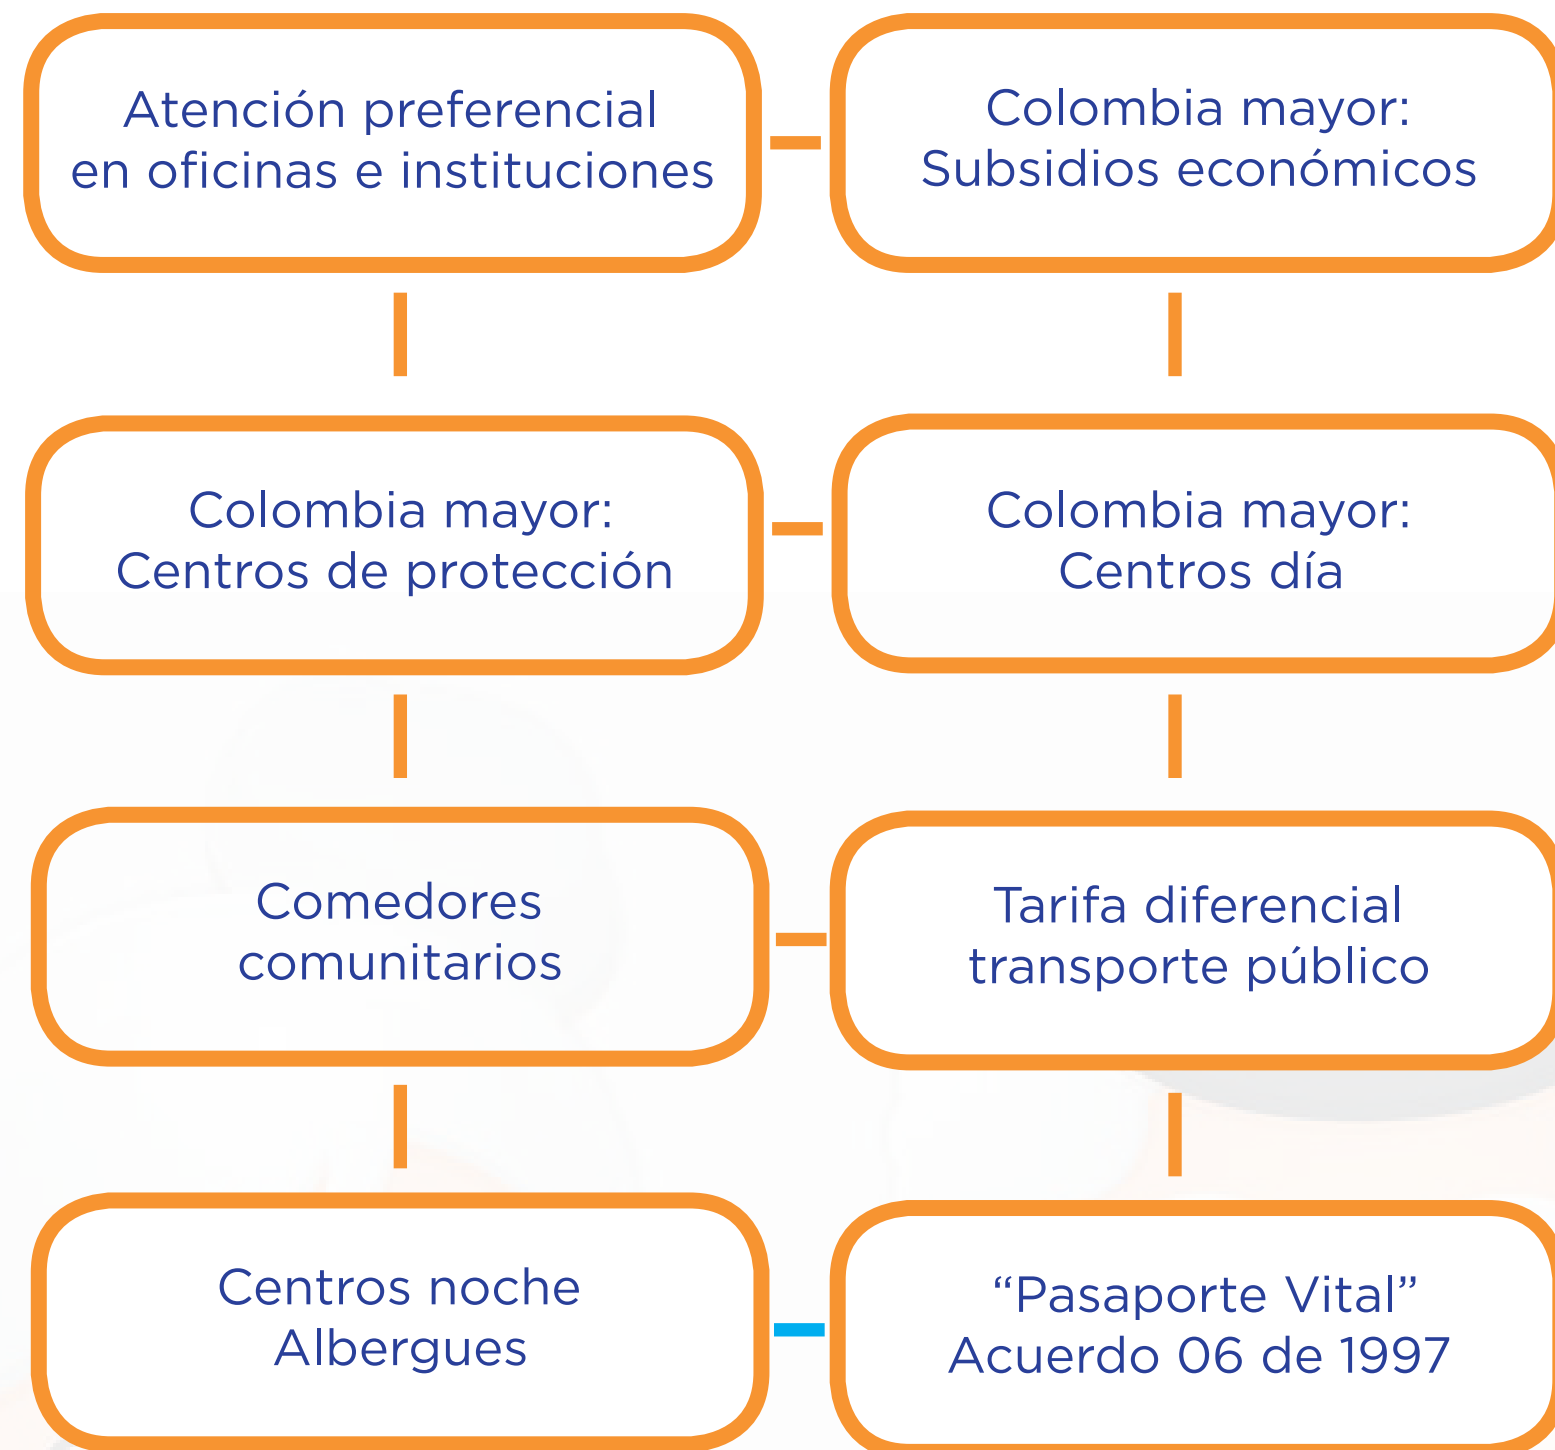 Atención preferencial
en oficinas e instituciones
Colombia mayor:
Subsidios económicos
Colombia mayor:
Centros de protección
Colombia mayor:
Centros día
Comedores
comunitarios
Tarifa diferencial
transporte público
Centros noche
Albergues
“Pasaporte Vital”
Acuerdo 06 de 1997